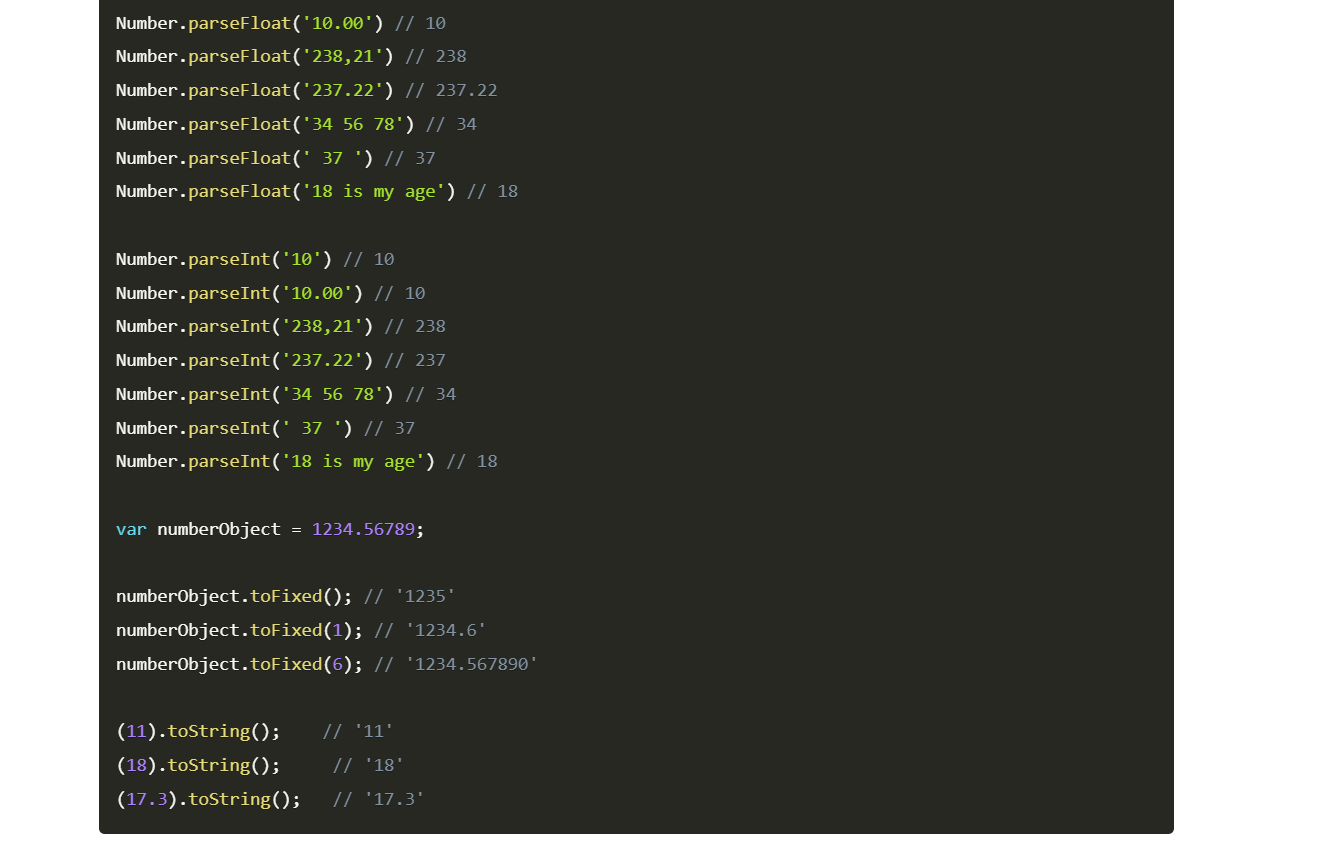 Number.parseFloat('10.00') // 10
Number.parseFloat('238,21') // 238
Number.parseFloat('237.22') // 237.22
Number.parseFloat('34 56 78') // 34
Number.parseFloat(' 37 ') // 37
Number.parseFloat('18 is my age') // 18

Number.parseInt('10') // 10
Number.parseInt('10.00') // 10
Number.parseInt('238,21') // 238
Number.parseInt('237.22') // 237
Number.parseInt('34 56 78') // 34
Number.parseInt(' 37 ') // 37
Number.parseInt('18 is my age') // 18

var numberObject = 1234.56789;

numberObject.toFixed(); // '1235'
numberObject.toFixed(1); // '1234.6'
numberObject.toFixed(6); // '1234.567890'

(11).toString();    // '11'
(18).toString();     // '18'
(17.3).toString();   // '17.3'